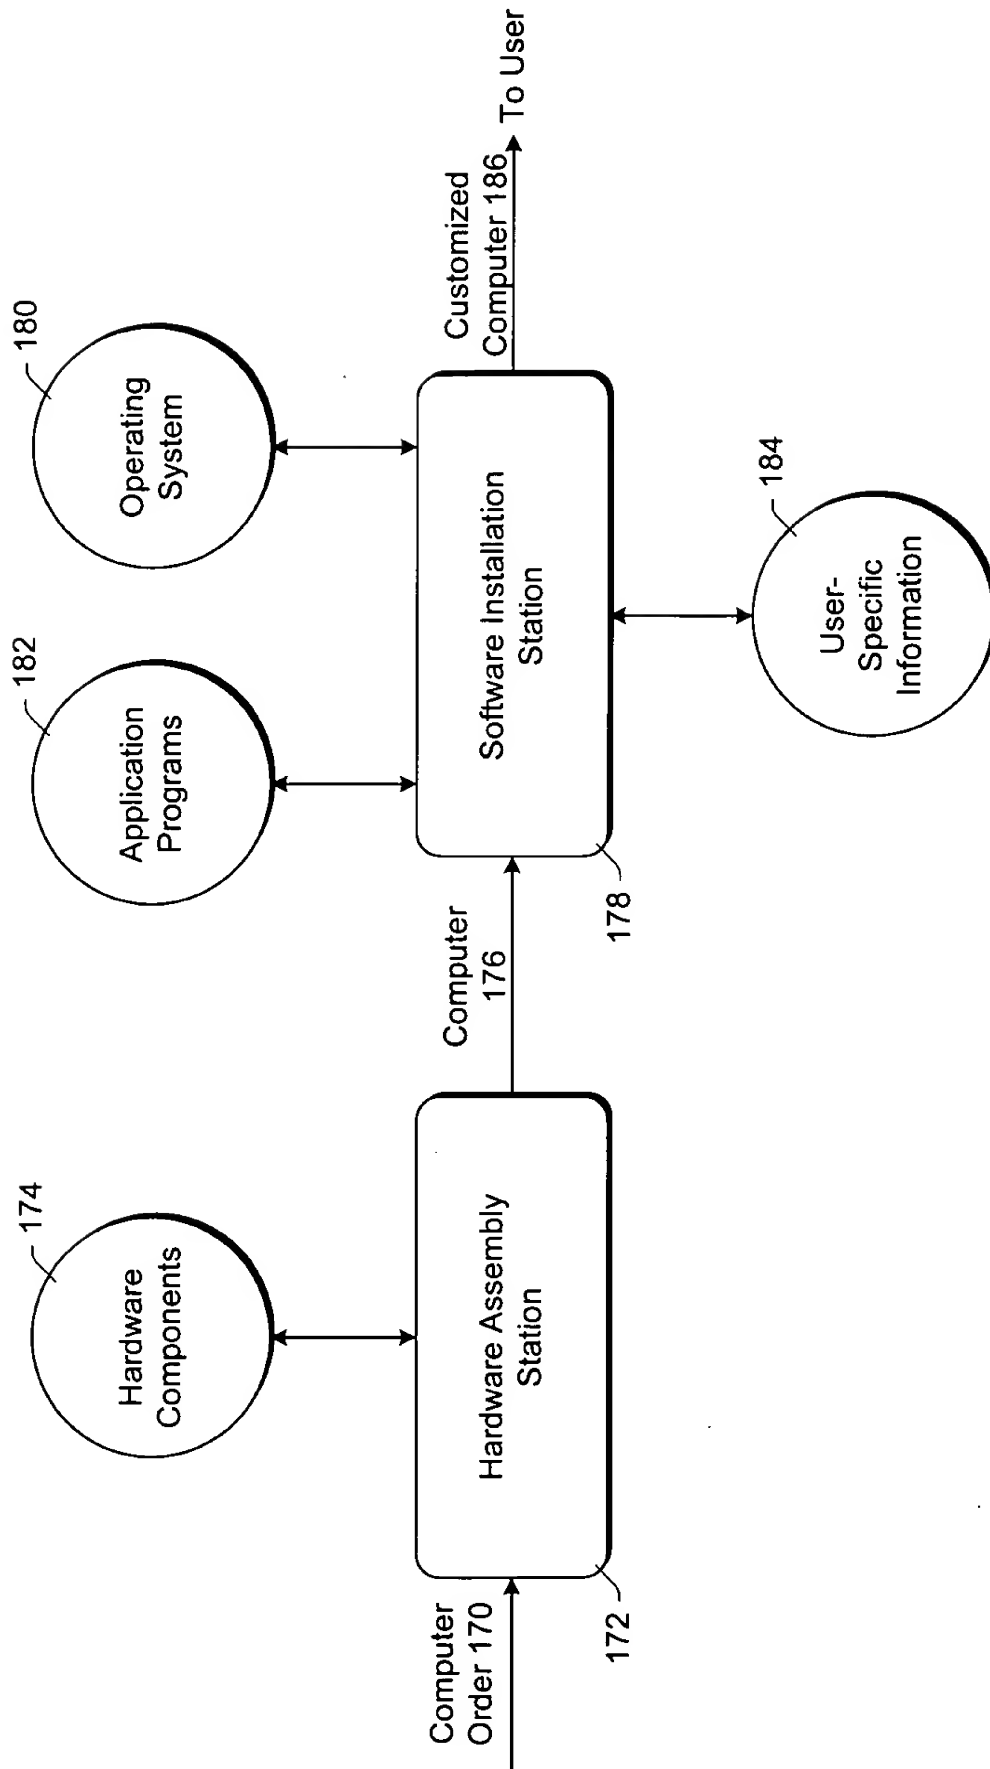 Computer
Order 170
Hardware
Components
174
Hardware Assembly
Station
172
Computer
176
Application
Programs
182
Operating
System
180
Software Installation
Station
178
User-
Specific
Information
184
Customized
Computer 186
To User